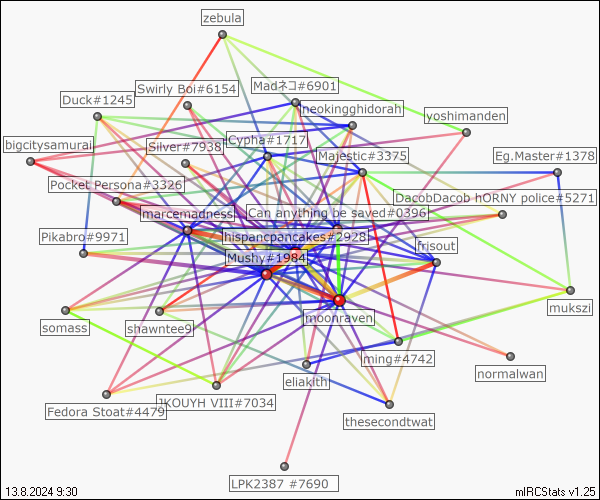 zebula
Swirly Boi#6154
Madネコ#6901
Duck#1245
neokingghidorah
yoshimanden
bigcitysamurai
Silver#7938
Cypha#1717
Majestic#3375
Eg.Master#1378
Pocket Persona#3326
DacobDacob hORNY police#5271
marcemadness
Can anything be saved#0396
Pikabro#9971
hispancpancakes#2928
frisout
Mushy#1984
mukszi
somass
shawntee9
moonraven
ming#4742
normalwan
eliakith
Fedora Stoat#4479
JKOUYH VIII#7034
thesecondtwat
LPK2387 #7690
13.8.2024 9:30
mIRCStats v1.25